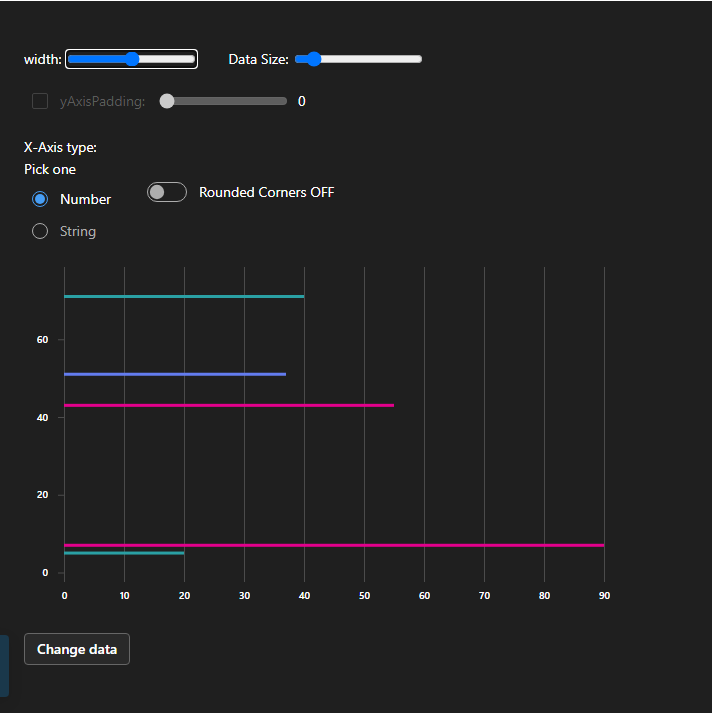 width: Data Size:
yAxisPadding: 0
X-Axis type:
Pick one
Number Rounded Corners OFF
String
60
40
20
0
0 10 20 30 40 50 60 70 80 90
Change data